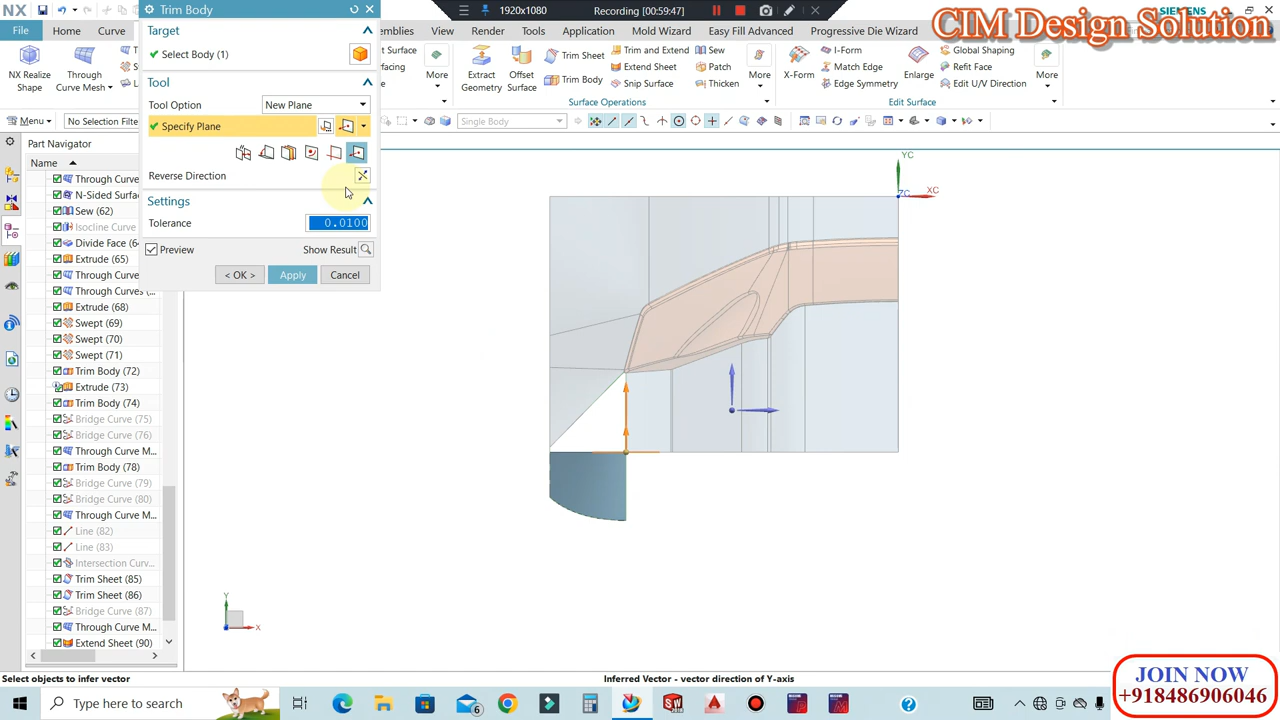 NX
Trim Body
1920x1080
Recording [00:59:47]
CIM Design Solution
File
Home
Curve
Assemblies
View
Render
Tools
Application
Mold Wizard
Easy Fill Advanced
Progressive Die Wizard
NX Realize
Shape
Through
Curve Mesh
More
Extract
Geometry
Offset
Surface
Trim Sheet
Trim Body
Trim and Extend
Extend Sheet
Snip Surface
Sew
Patch
Thicken
More
Surface Operations
X-Form
I-Form
Match Edge
Edge Symmetry
Enlarge
Global Shaping
Refit Face
Edit U/V Direction
More
Edit Surface
Menu
No Selection Filter
Single Body
Target
Select Body (1)
Tool
Tool Option
New Plane
Specify Plane
Reverse Direction
Settings
Tolerance
0.0100
Preview
Show Result
< OK >
Apply
Cancel
Part Navigator
Name
Through Curv...
N-Sided Surfa
Sew (62)
Isocline Curve
Divide Face (64
Extrude (65)
Through Curve
Through Curves (...
Extrude (68)
Swept (69)
Swept (70)
Swept (71)
Trim Body (72)
Extrude (73)
Trim Body (74)
Bridge Curve (75)
Bridge Curve (76)
Through Curve M...
Trim Body (78)
Bridge Curve (79)
Bridge Curve (80)
Through Curve M...
Line (82)
Line (83)
Intersection Curv...
Trim Sheet (85)
Trim Sheet (86)
Bridge Curve (87)
Through Curve M...
Extend Sheet (90)
YC
XC
ZC
Y
X
Select objects to infer vector
Inferred Vector - vector direction of Y-axis
JOIN NOW
+918486906046
Type here to search
6